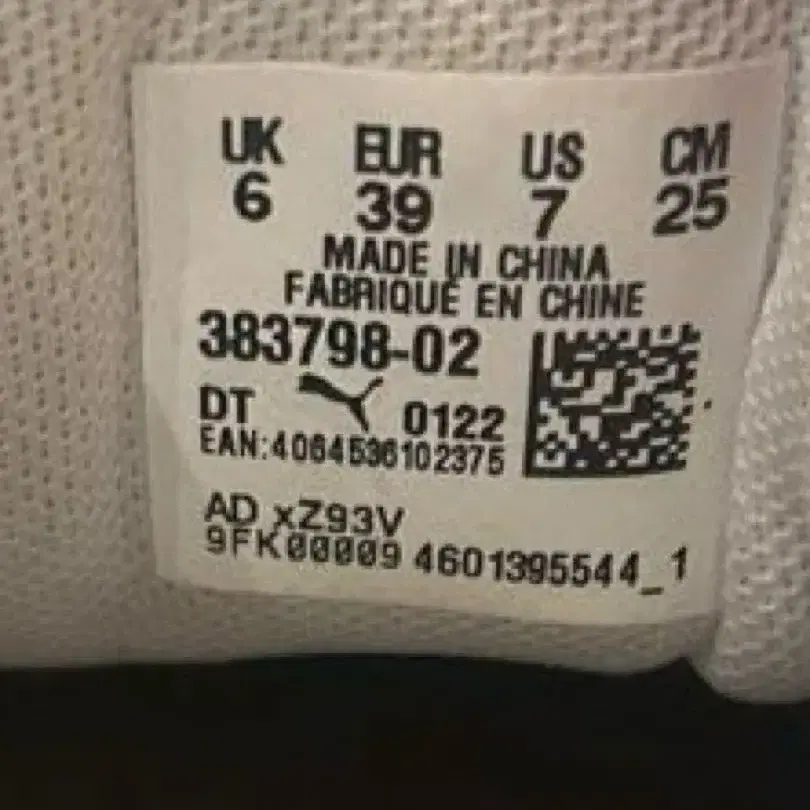 UK EUR US CM
6 39 7 25
MADE IN CHINA
FABRIQUÉ EN CHINE
383798-02
DT 0122
EAN:4064536102375
AD xZ93V
9FK00009 4601395544_1